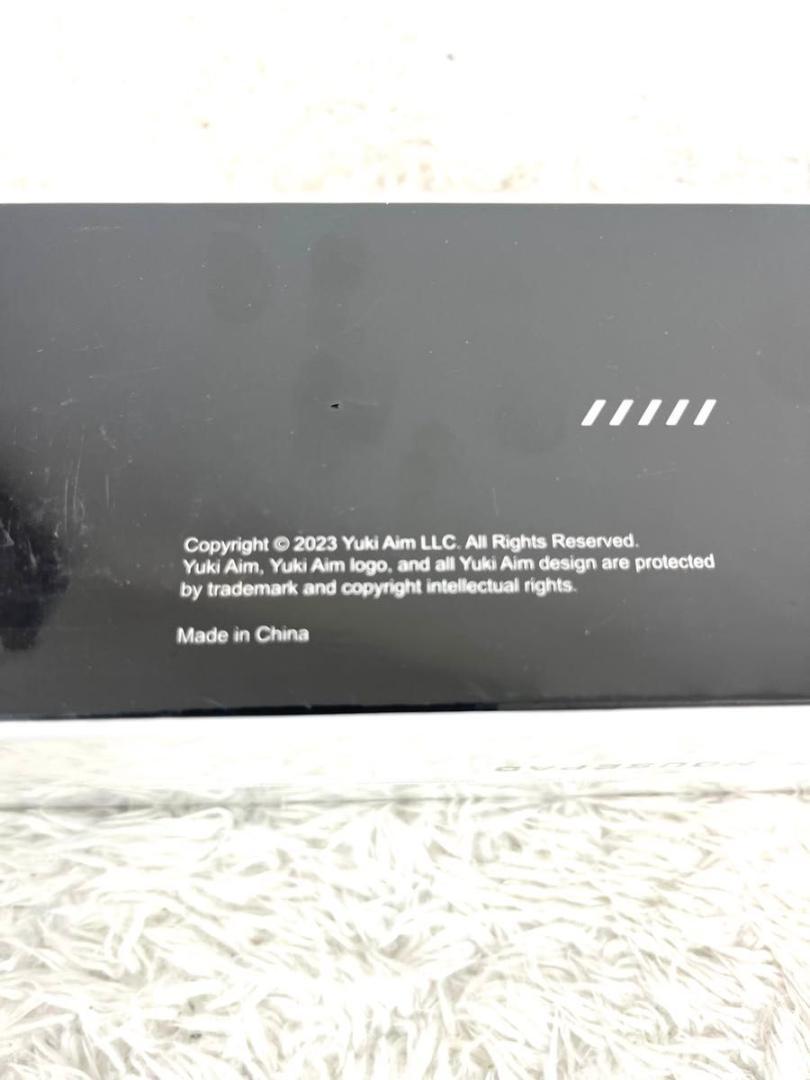 Copyright © 2023 Yuki Aim LLC. All Rights Reserved.
Yuki Aim, Yuki Aim logo, and all Yuki Aim design are protected
by trademark and copyright intellectual rights.
Made in China
MOUSEPAD